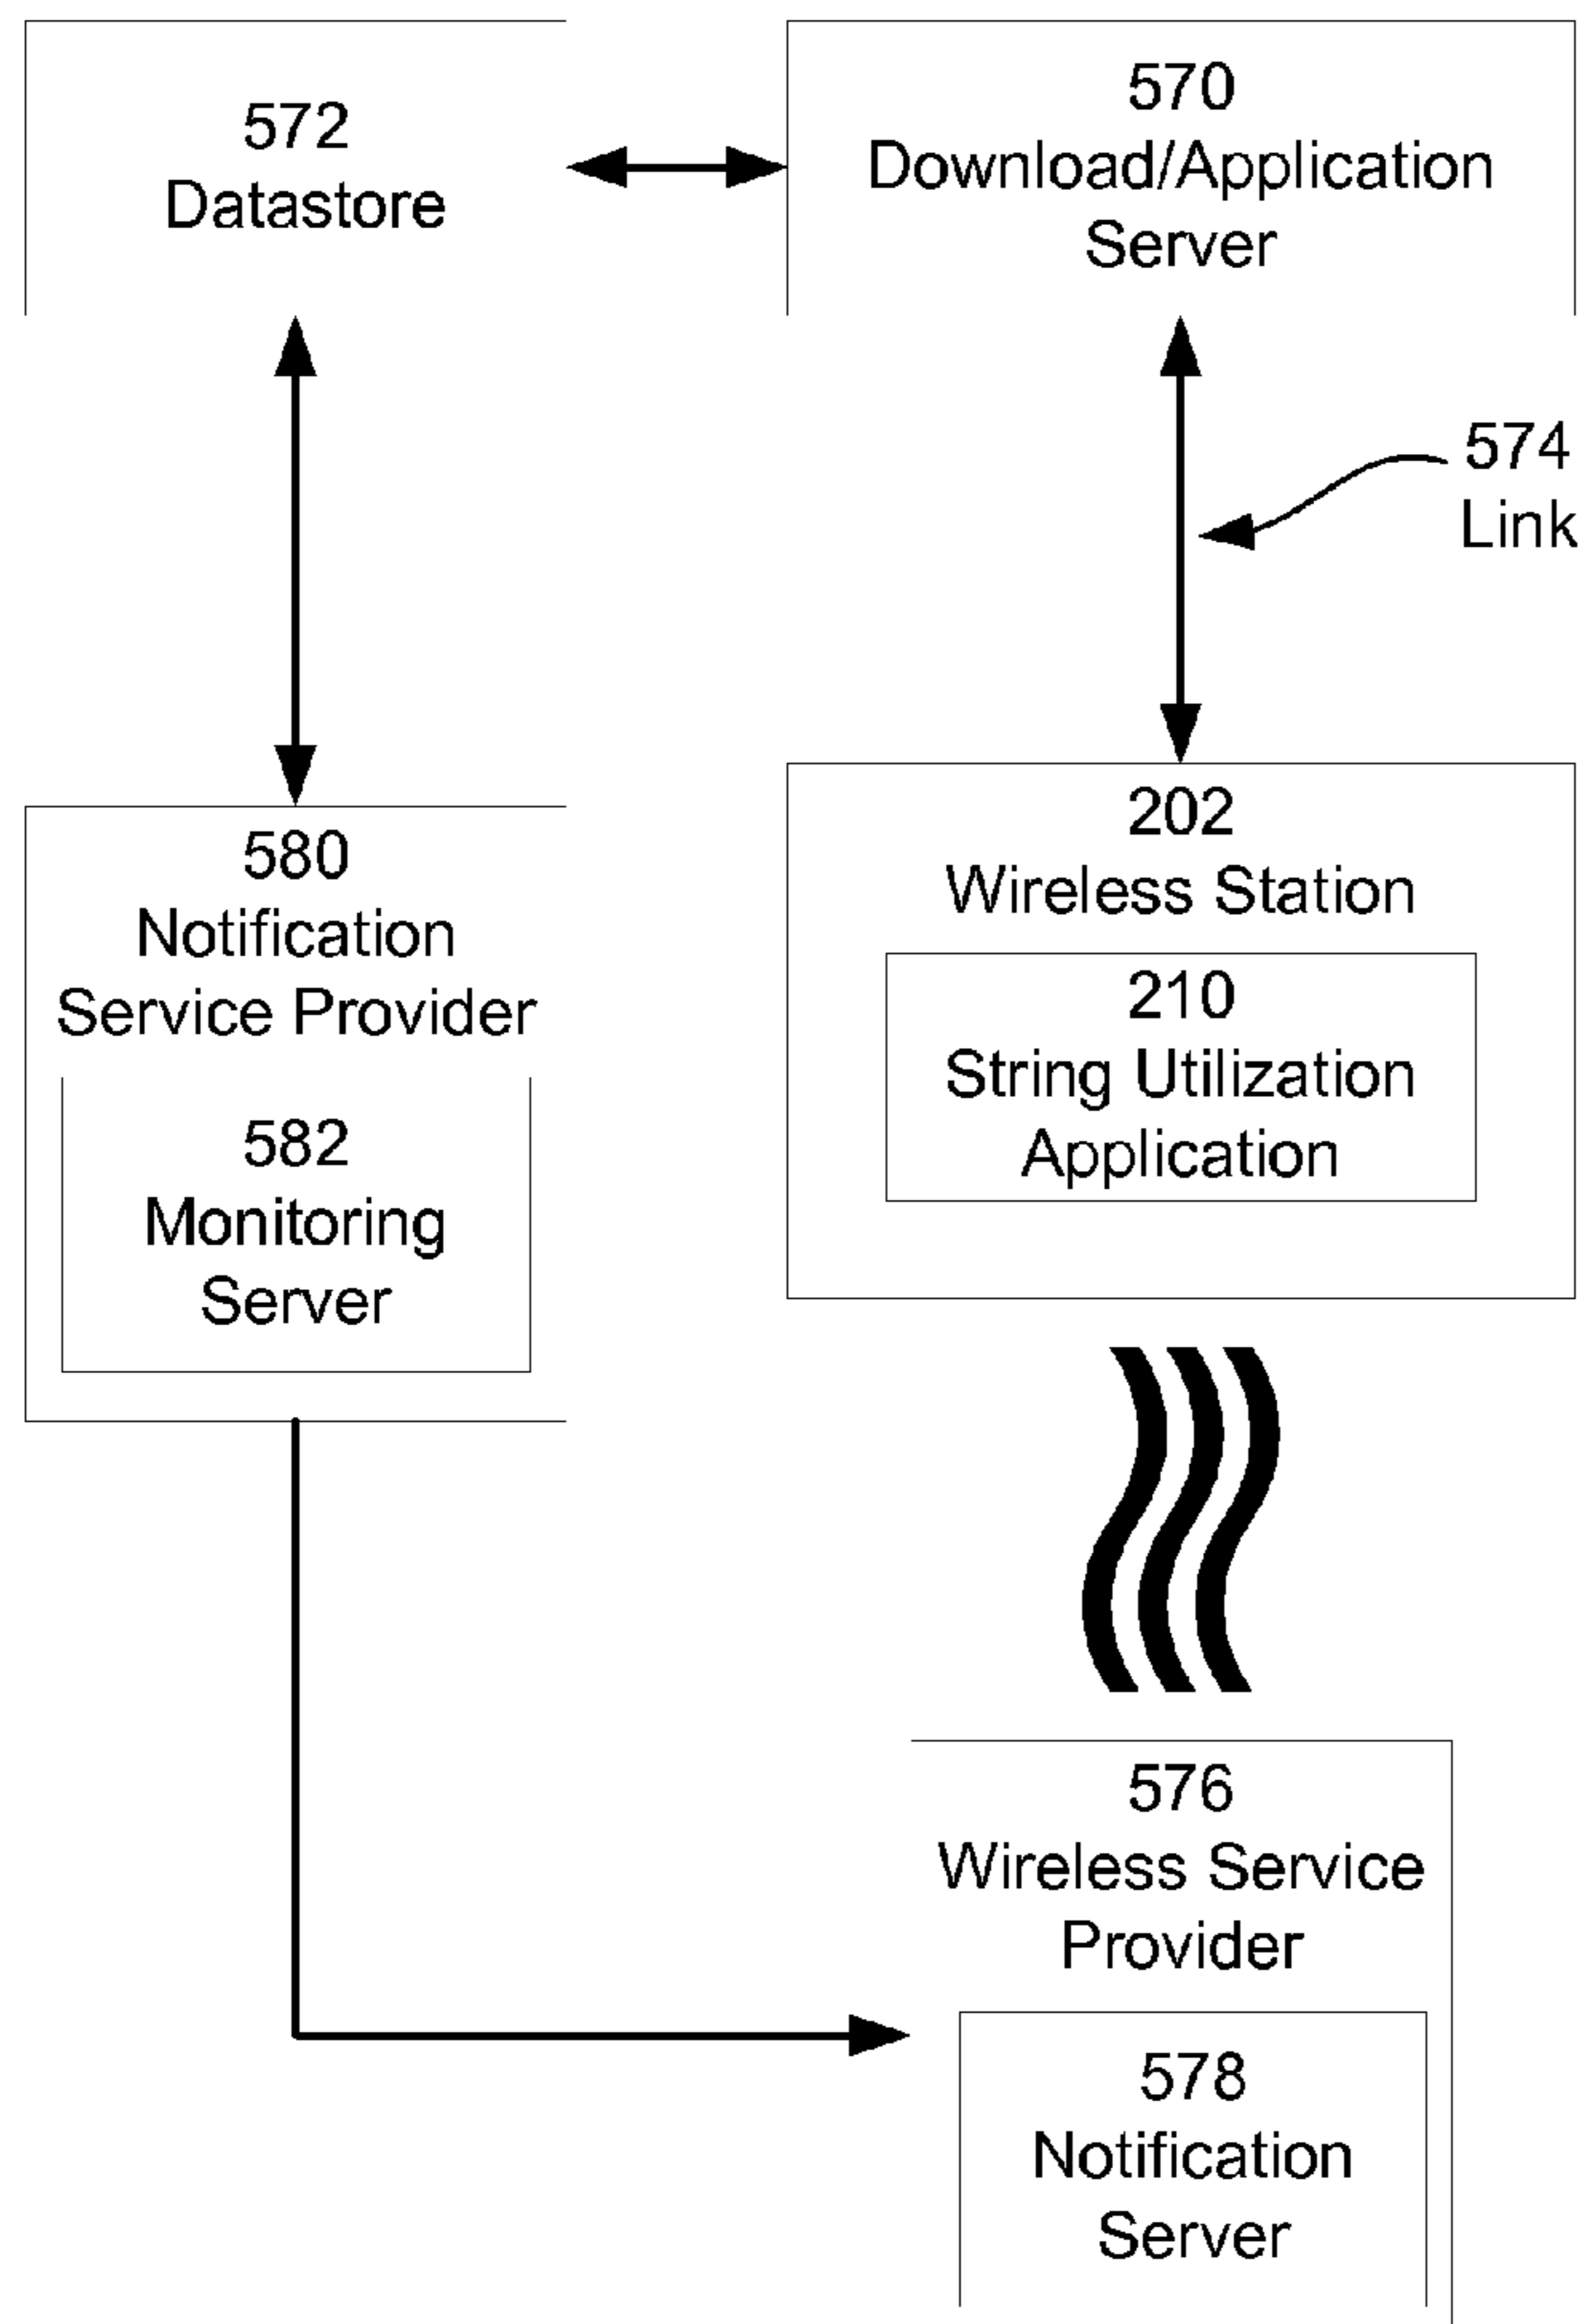 572
Datastore
570
Download/Application
Server
574
Link
580
Notification
Service Provider
582
Monitoring
Server
202
Wireless Station
210
String Utilization
Application
576
Wireless Service
Provider
578
Notification
Server